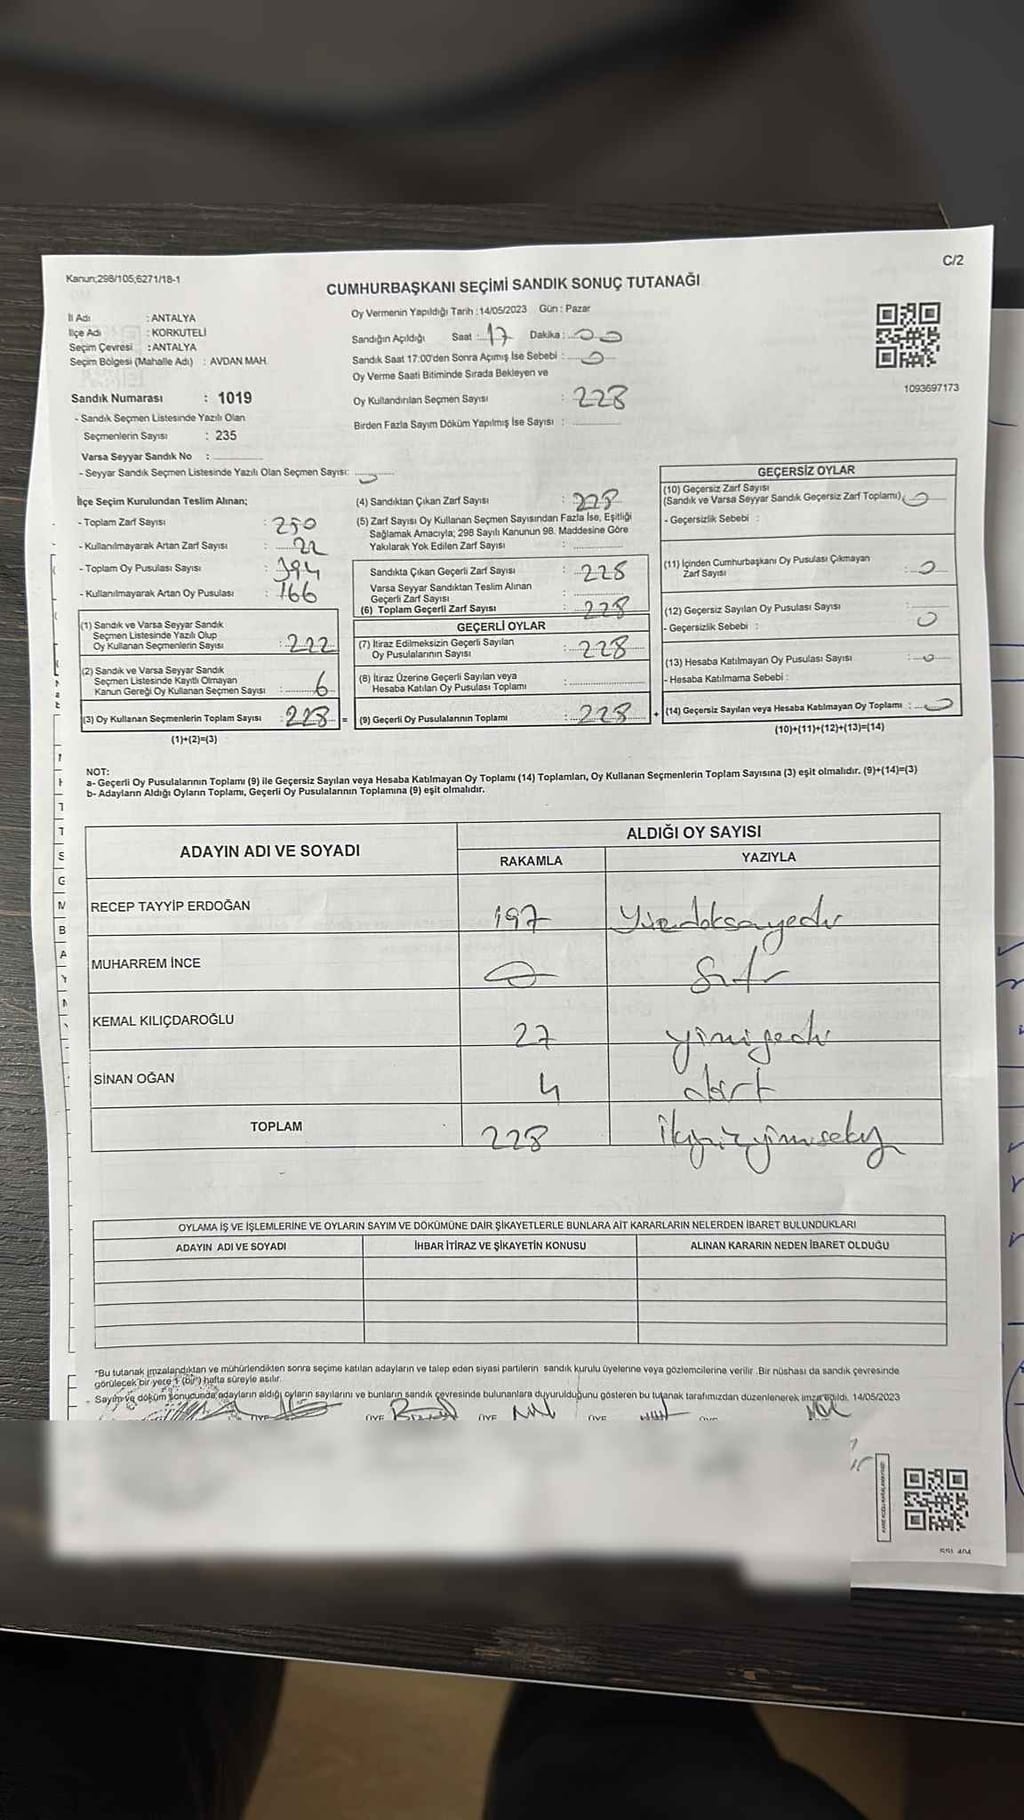 C/2
Kanun;298/105;6271/18-1
CUMHURBAŞKANI SEÇİMİ SANDIK SONUÇ TUTANAĞI
İl Adı : ANTALYA
İlçe Adı : KORKUTELİ
Seçim Çevresi : ANTALYA
Seçim Bölgesi (Mahalle Adı) : AVDAN MAH.
Sandık Numarası : 1019
- Sandık Seçmen Listesinde Yazılı Olan
Seçmenlerin Sayısı : 235
Varsa Seyyar Sandık No :
- Seyyar Sandık Seçmen Listesinde Yazılı Olan Seçmen Sayısı:
Oy Vermenin Yapıldığı Tarih :14/05/2023 Gün : Pazar
Sandığın Açıldığı Saat : 17 Dakika : 00
Sandık Saat 17:00'den Sonra Açımış İse Sebebi : 0
Oy Verme Saati Bitiminde Sırada Bekleyen ve
Oy Kullandırılan Seçmen Sayısı : 228
Birden Fazla Sayım Döküm Yapılmış İse Sayısı :
1093697173
İlçe Seçim Kurulundan Teslim Alınan;
- Toplam Zarf Sayısı : 250
- Kullanılmayarak Artan Zarf Sayısı : 22
- Toplam Oy Pusulası Sayısı : 394
- Kullanılmayarak Artan Oy Pusulası : 166
(1) Sandık ve Varsa Seyyar Sandık
Seçmen Listesinde Yazılı Olup
Oy Kullanan Seçmenlerin Sayısı : 222
(2) Sandık ve Varsa Seyyar Sandık
Seçmen Listesinde Kayıtlı Olmayan
Kanun Gereği Oy Kullanan Seçmen Sayısı : 6
(3) Oy Kullanan Seçmenlerin Toplam Sayısı : 228 =
(1)+(2)=(3)
(4) Sandıktan Çıkan Zarf Sayısı : 228
(5) Zarf Sayısı Oy Kullanan Seçmen Sayısından Fazla İse, Eşitliği
Sağlamak Amacıyla; 298 Sayılı Kanunun 98. Maddesine Göre
Yakılarak Yok Edilen Zarf Sayısı :
Sandıkta Çıkan Geçerli Zarf Sayısı : 228
Varsa Seyyar Sandıktan Teslim Alınan
Geçerli Zarf Sayısı :
(6) Toplam Geçerli Zarf Sayısı : 228
GEÇERLİ OYLAR
(7) İtiraz Edilmeksizin Geçerli Sayılan
Oy Pusulalarının Sayısı : 228
(8) İtiraz Üzerine Geçerli Sayılan veya
Hesaba Katılan Oy Pusulası Toplamı :
(9) Geçerli Oy Pusulalarının Toplamı : 228 +
GEÇERSİZ OYLAR
(10) Geçersiz Zarf Sayısı
(Sandık ve Varsa Seyyar Sandık Geçersiz Zarf Toplamı) : 0
- Geçersizlik Sebebi :
(11) İçinden Cumhurbaşkanı Oy Pusulası Çıkmayan
Zarf Sayısı : 0
(12) Geçersiz Sayılan Oy Pusulası Sayısı : 0
- Geçersizlik Sebebi :
(13) Hesaba Katılmayan Oy Pusulası Sayısı : 0
- Hesaba Katılmama Sebebi :
(14) Geçersiz Sayılan veya Hesaba Katılmayan Oy Toplamı : 0
(10)+(11)+(12)+(13)=(14)
NOT:
a- Geçerli Oy Pusulalarının Toplamı (9) ile Geçersiz Sayılan veya Hesaba Katılmayan Oy Toplamı (14) Toplamları, Oy Kullanan Seçmenlerin Toplam Sayısına (3) eşit olmalıdır. (9)+(14)=(3)
b- Adayların Aldığı Oyların Toplamı, Geçerli Oy Pusulalarının Toplamına (9) eşit olmalıdır.
ADAYIN ADI VE SOYADI
ALDIĞI OY SAYISI
RAKAMLA YAZIYLA
RECEP TAYYİP ERDOĞAN 197 Yüzdoksayedir
MUHARREM İNCE 0 Sıfır
KEMAL KILIÇDAROĞLU 27 yirmiyedi
SİNAN OĞAN 4 dört
TOPLAM 228 ikiyüzyirmisekiz
OYLAMA İŞ VE İŞLEMLERİNE VE OYLARIN SAYIM VE DÖKÜMÜNE DAİR ŞİKAYETLERLE BUNLARA AİT KARARLARIN NELERDEN İBARET BULUNDUKLARI
ADAYIN ADI VE SOYADI İHBAR İTİRAZ VE ŞİKAYETİN KONUSU ALINAN KARARIN NEDEN İBARET OLDUĞU
"Bu tutanak imzalandıktan ve mühürlendikten sonra seçime katılan adayların ve talep eden siyasi partilerin sandık kurulu üyelerine veya gözlemcilerine verilir. Bir nüshası da sandık çevresinde
görülecek bir yere 1 (bir) hafta süreyle asılır.
- Sayım ve döküm sonucunda adayların aldığı oyların sayılarını ve bunların sandık çevresinde bulunanlara duyurulduğunu gösteren bu tutanak tarafımızdan düzenlenerek imza edildi. 14/05/2023
ÜYE ÜYE ÜYE ÜYE